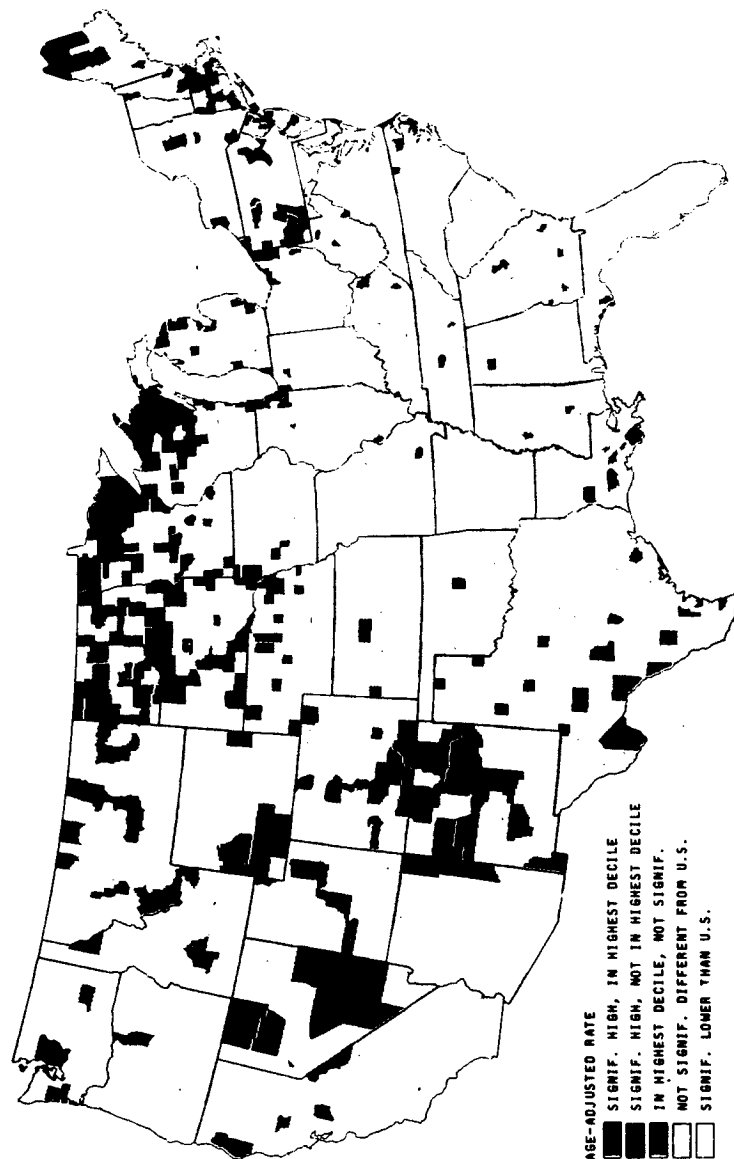 AGE-ADJUSTED RATE
SIGNIF. HIGH, IN HIGHEST DECILE
SIGNIF. HIGH, NOT IN HIGHEST DECILE
IN HIGHEST DECILE, NOT SIGNIF.
NOT SIGNIF. DIFFERENT FROM U.S.
SIGNIF. LOWER THAN U.S.